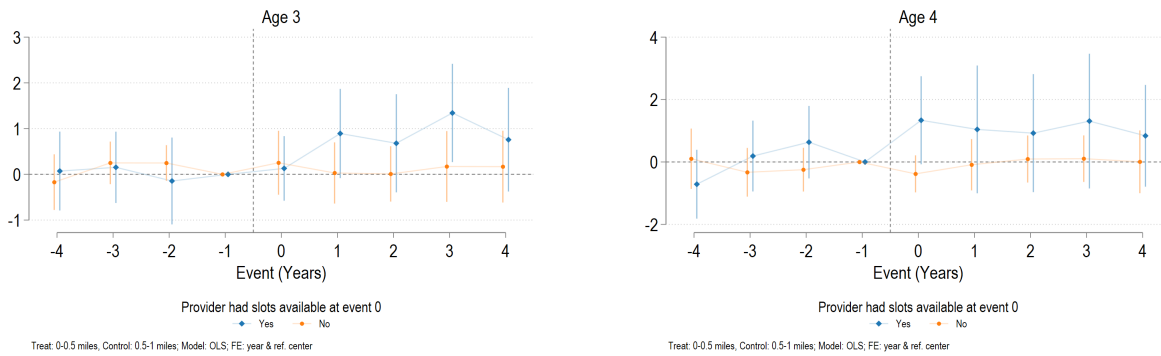 Age 3
3
2
1
0
-1
-4 -3 -2 -1 0 1 2 3 4
Event (Years)
Provider had slots available at event 0
Yes No
Treat: 0-0.5 miles, Control: 0.5-1 miles; Model: OLS; FE: year & ref. center
Age 4
4
2
0
-2
-4 -3 -2 -1 0 1 2 3 4
Event (Years)
Provider had slots available at event 0
Yes No
Treat: 0-0.5 miles, Control: 0.5-1 miles; Model: OLS; FE: year & ref. center